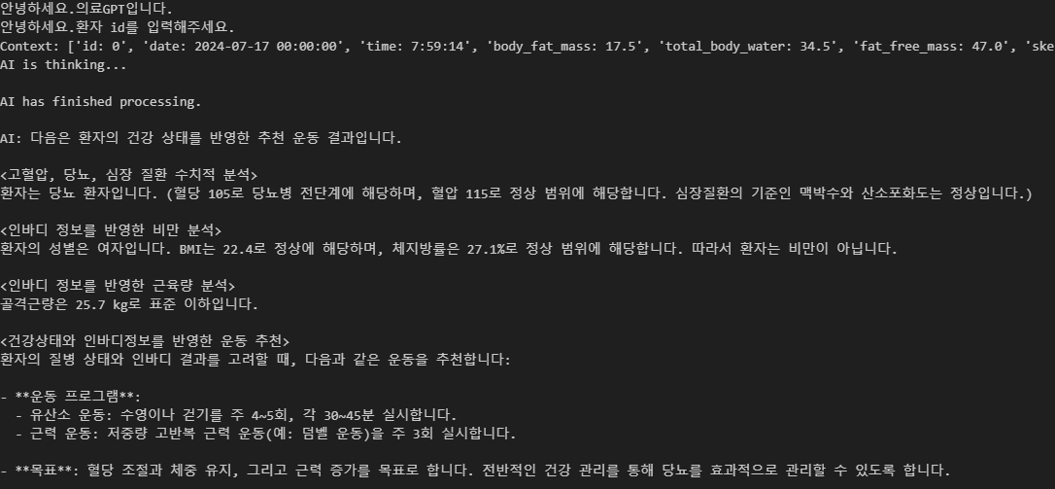 안녕하세요.의료GPT입니다.
안녕하세요.환자 id를 입력해주세요.
Context: ['id: 0', 'date: 2024-07-17 00:00:00', 'time: 7:59:14', 'body_fat_mass: 17.5', 'total_body_water: 34.5', 'fat_free_mass: 47.0', 'ske
AI is thinking...
AI has finished processing.
AI: 다음은 환자의 건강 상태를 반영한 추천 운동 결과입니다.
<고혈압, 당뇨, 심장 질환 수치적 분석>
환자는 당뇨 환자입니다. (혈당 105로 당뇨병 전단계에 해당하며, 혈압 115로 정상 범위에 해당합니다. 심장질환의 기준인 맥박수와 산소포화도는 정상입니다.)
<인바디 정보를 반영한 비만 분석>
환자의 성별은 여자입니다. BMI는 22.4로 정상에 해당하며, 체지방률은 27.1%로 정상 범위에 해당합니다. 따라서 환자는 비만이 아닙니다.
<인바디 정보를 반영한 근육량 분석>
골격근량은 25.7 kg로 표준 이하입니다.
<건강상태와 인바디정보를 반영한 운동 추천>
환자의 질병 상태와 인바디 결과를 고려할 때, 다음과 같은 운동을 추천합니다:
- **운동 프로그램**:
- 유산소 운동: 수영이나 걷기를 주 4~5회, 각 30~45분 실시합니다.
- 근력 운동: 저중량 고반복 근력 운동(예: 덤벨 운동)을 주 3회 실시합니다.
- **목표**: 혈당 조절과 체중 유지, 그리고 근력 증가를 목표로 합니다. 전반적인 건강 관리를 통해 당뇨를 효과적으로 관리할 수 있도록 합니다.